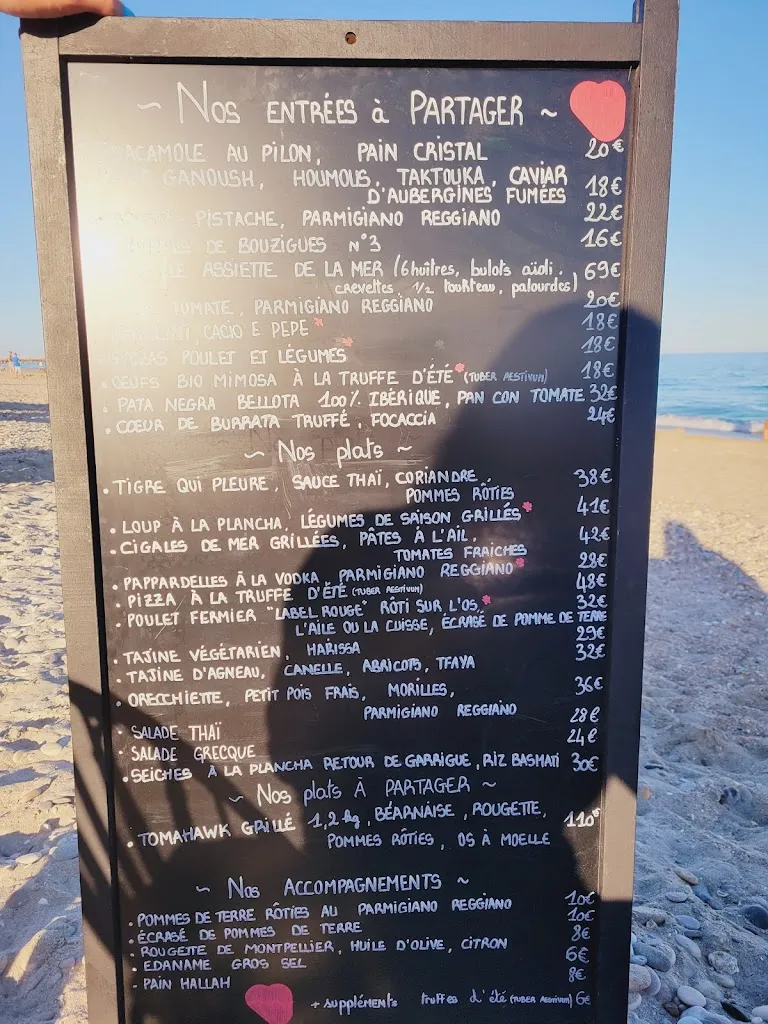 ~ NOS ENTRÉES à PARTAGER ~
AU PILON, PAIN CRISTAL 20€
GANOUSH, HOUMOUS, TAKTOUKA, CAVIAR
D'AUBERGINES FUMÉES 18€
PISTACHE, PARMIGIANO REGGIANO 22€
DE BOUZIGUES N°3 16€
ASSIETTE DE LA MER (6 huîtres, bulots aïoli, 69€
crevettes, 1/2 tourteau, palourdes)
TOMATE, PARMIGIANO REGGIANO 20€
CACIO E PEPE 18€
POULET ET LÉGUMES 18€
. OEUFS BIO MIMOSA À LA TRUFFE D'ÉTÉ (TUBER AESTIVUM) 18€
. PATA NEGRA BELLOTA 100% IBÉRIQUE, PAN CON TOMATE 32€
. COEUR DE BURRATA TRUFFÉ, FOCACCIA 24€
~ Nos plats ~
. TIGRE QUI PLEURE, SAUCE THAÏ, CORIANDRE 38€
POMMES RÔTIES
. LOUP À LA PLANCHA, LÉGUMES DE SAISON GRILLÉS 41€
. CIGALES DE MER GRILLÉES, PÂTES À L'AIL, 42€
TOMATES FRAICHES
. PAPPARDELLES À LA VODKA, PARMIGIANO REGGIANO 28€
. PIZZA À LA TRUFFE D'ÉTÉ (TUBER AESTIVUM) 48€
. POULET FERMIER "LABEL ROUGE" RÔTI SUR L'OS, 32€
L'AILE OU LA CUISSE, ÉCRASÉ DE POMME DE TERRE
. TAJINE VÉGÉTARIEN, HARISSA 29€
. TAJINE D'AGNEAU, CANELLE, ABRICOTS, TFAYA 32€
. ORECCHIETTE, PETIT POIS FRAIS, MORILLES, 36€
PARMIGIANO REGGIANO
. SALADE THAÏ 28€
. SALADE GRECQUE 24€
. SEICHES À LA PLANCHA RETOUR DE GARRIGUE, RIZ BASMATI 30€
~ Nos plats À PARTAGER ~
. TOMAHAWK GRILLÉ 1,2 kg, BÉARNAISE, ROUGETTE, 110€
POMMES RÔTIES, OS À MOELLE
~ Nos ACCOMPAGNEMENTS ~
. POMMES DE TERRE RÔTIES AU PARMIGIANO REGGIANO 10€
. ÉCRASÉ DE POMMES DE TERRE 10€
. ROUGETTE DE MONTPELLIER, HUILE D'OLIVE, CITRON 8€
. EDANAME GROS SEL 6€
- PAIN HALLAH 8€
+ suppléments truffes d'été (TUBER AESTIVUM) 6€